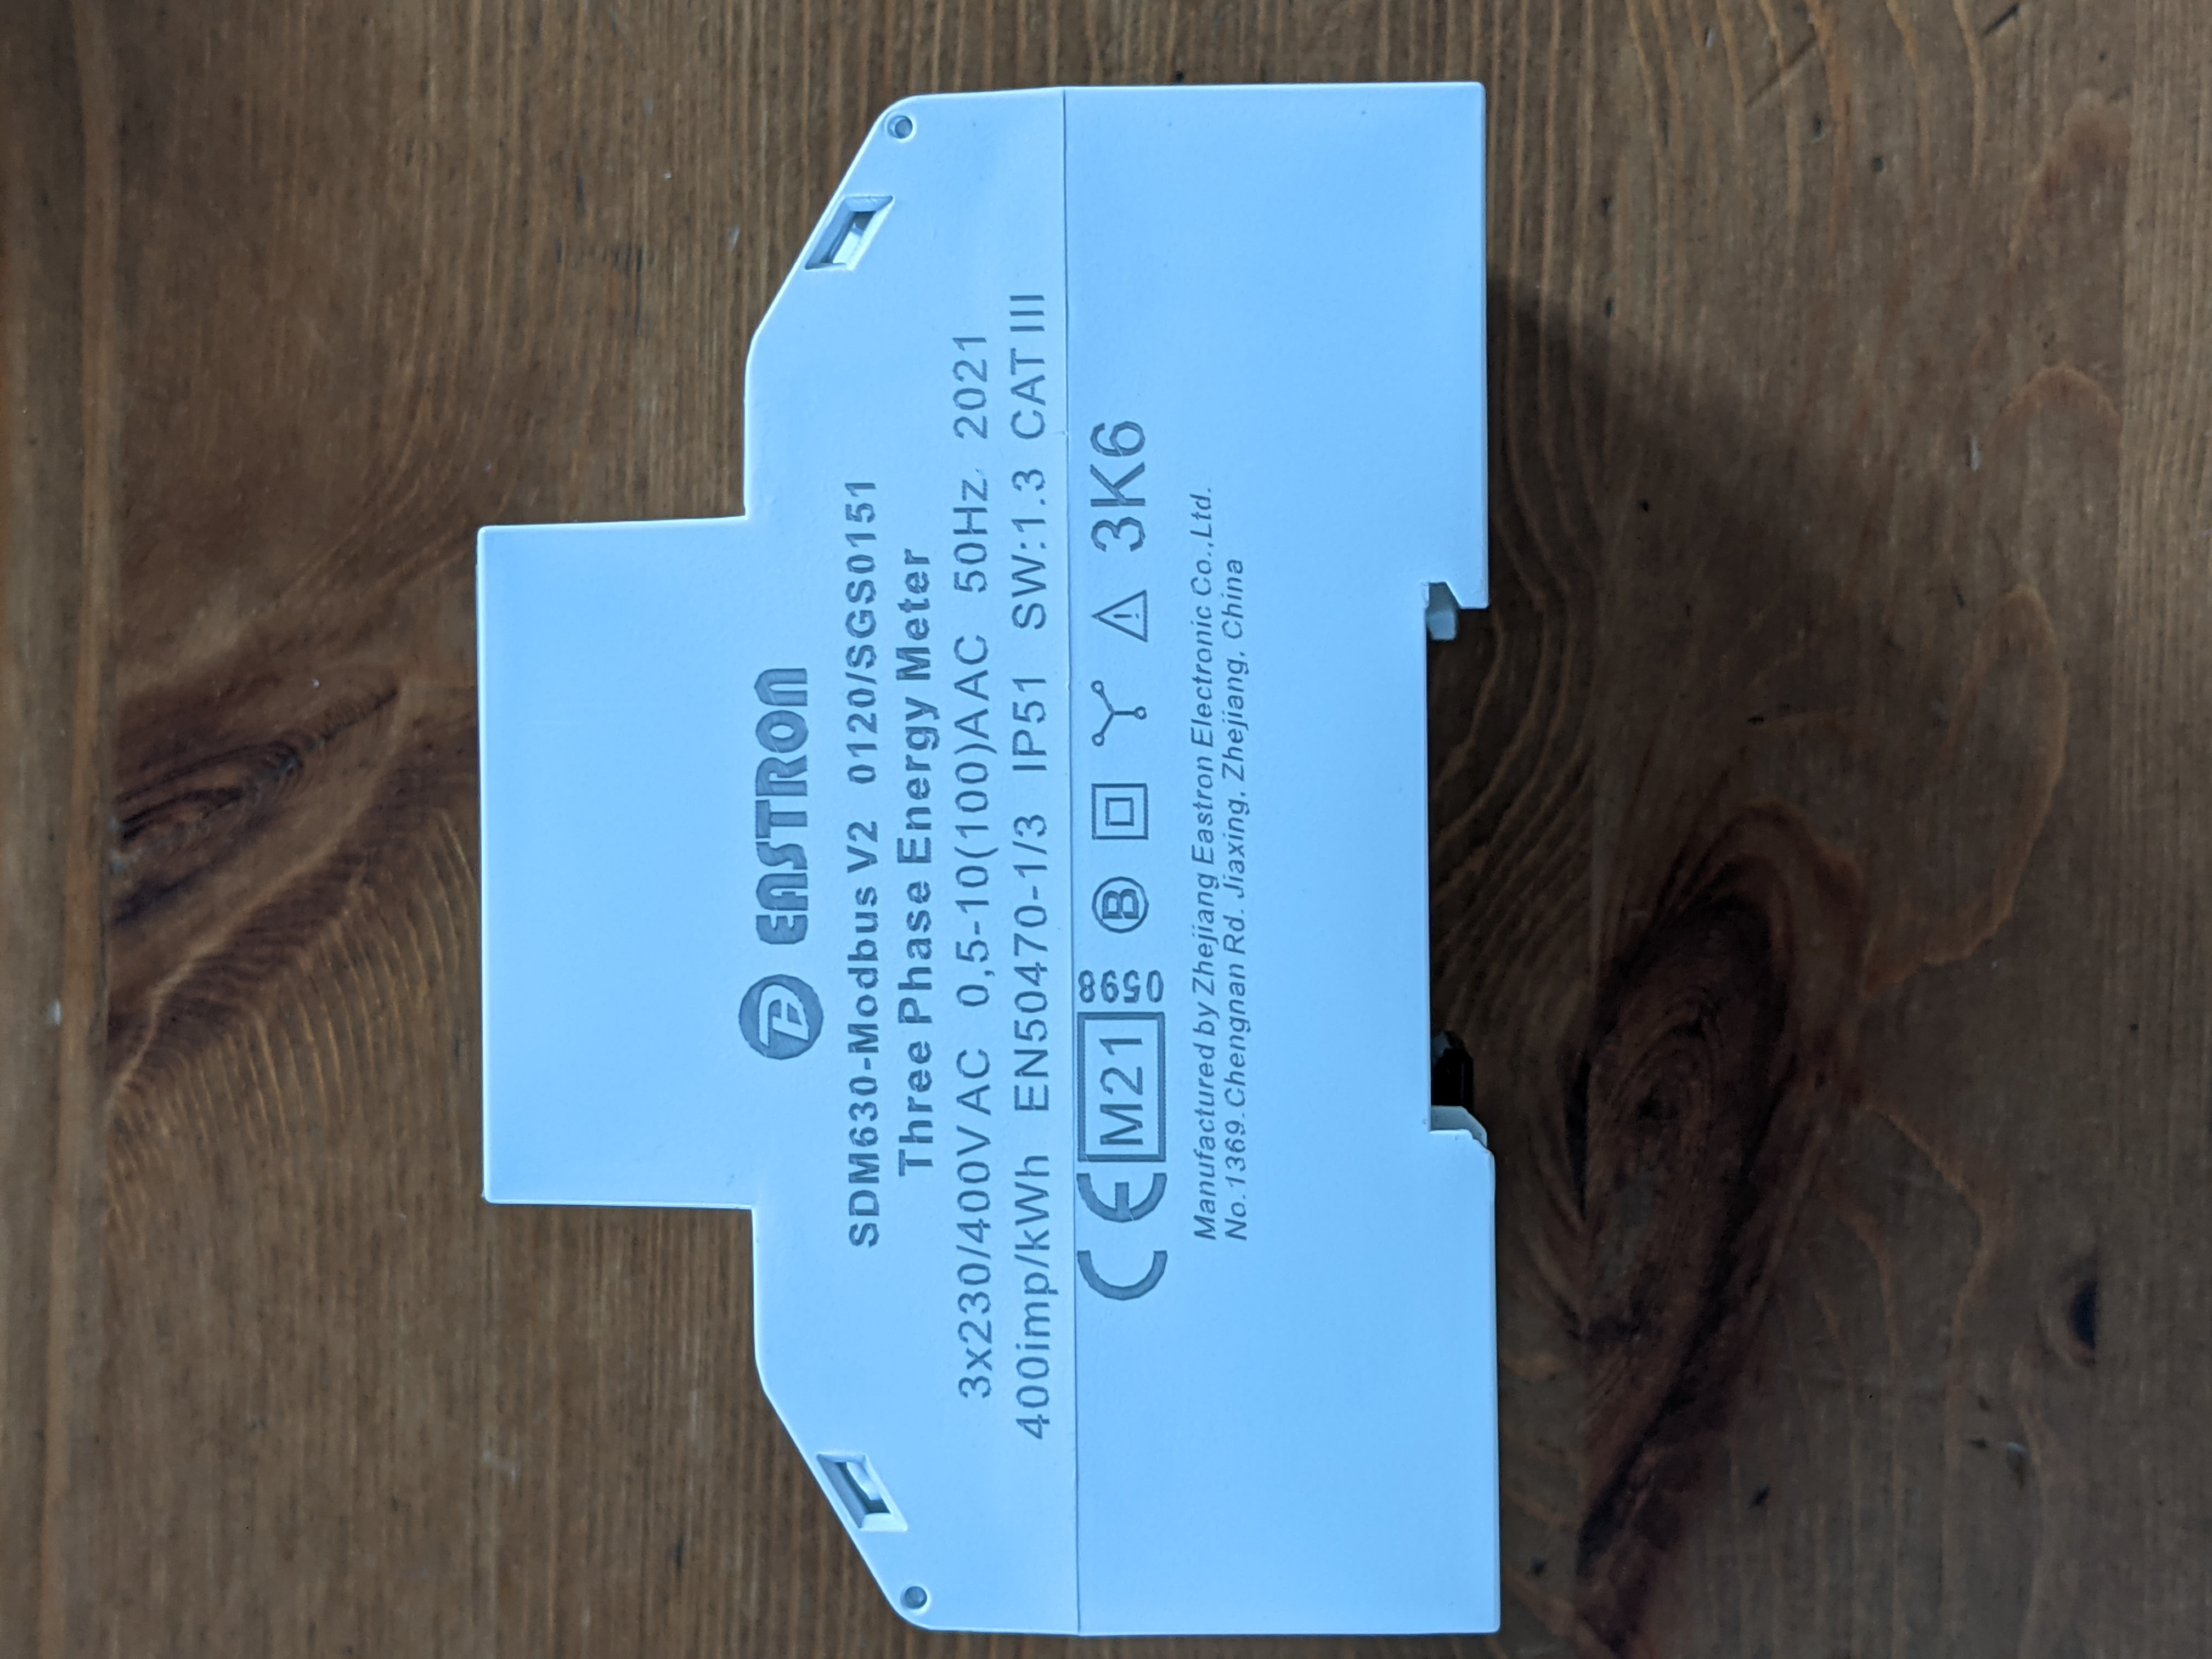 EASTRON
SDM630-Modbus V2 0120/SGS0151
Three Phase Energy Meter
3x230/400V AC 0,5-10(100)AAC 50Hz 2021
400imp/kWh EN50470-1/3 IP51 SW:1.3 CAT III
CE M21 0598 B 3K6
Manufactured by Zhejiang Eastron Electronic Co.,Ltd.
No.1369. Chengnan Rd. Jiaxing, Zhejiang, China